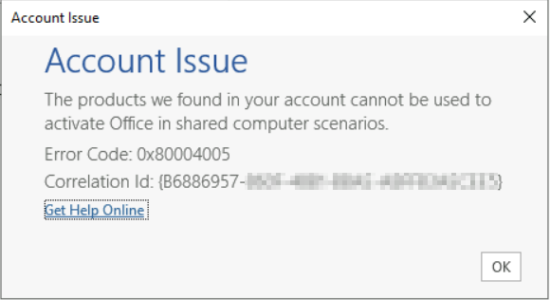 Account Issue
Account Issue
The products we found in your account cannot be used to
activate Office in shared computer scenarios.
Error Code: 0x80004005
Correlation Id: {B6886957-
Get Help Online
OK